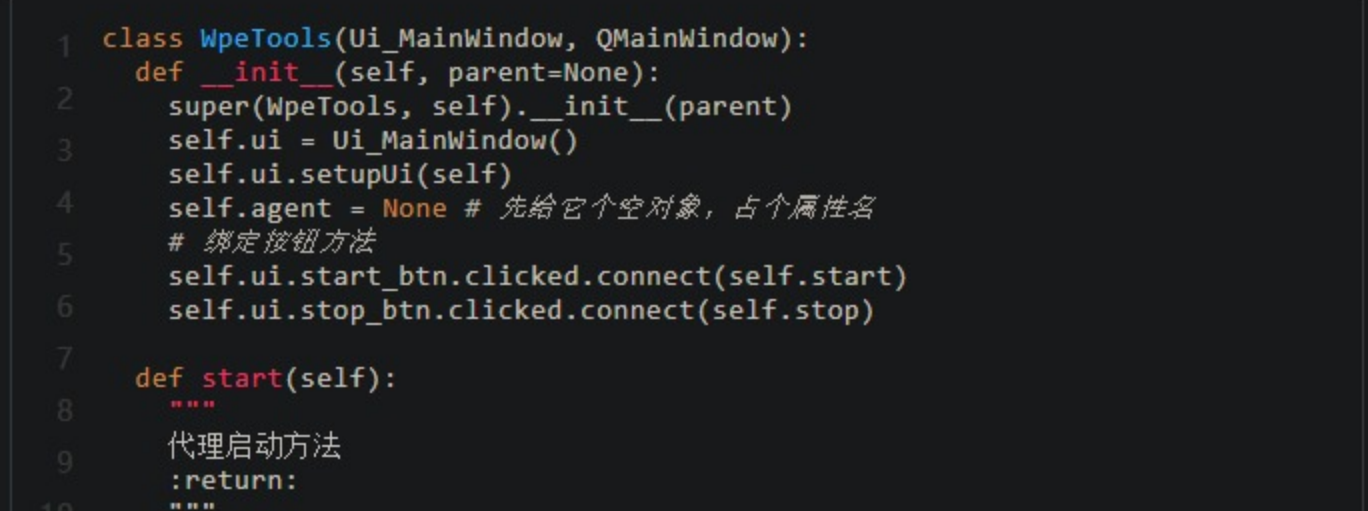 1 class WpeTools(Ui_MainWindow, QMainWindow):
def __init__(self, parent=None):
2 super(WpeTools, self).__init__(parent)
3 self.ui = Ui_MainWindow()
self.ui.setupUi(self)
4 self.agent = None # 先给它个空对象，占个属性名
5 # 绑定按钮方法
self.ui.start_btn.clicked.connect(self.start)
6 self.ui.stop_btn.clicked.connect(self.stop)
7
def start(self):
8 """
9 代理启动方法
:return:
10 """